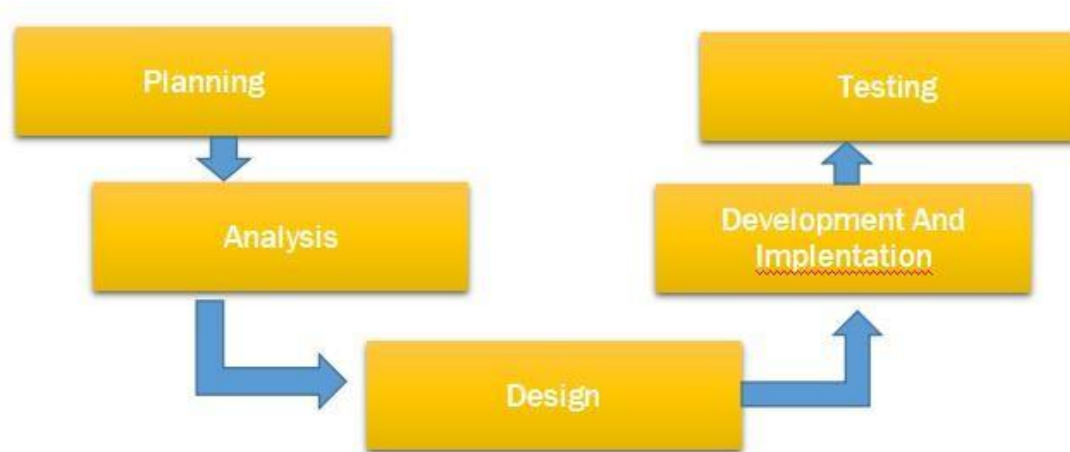 Planning
Analysis
Design
Development And
Implentation
Testing